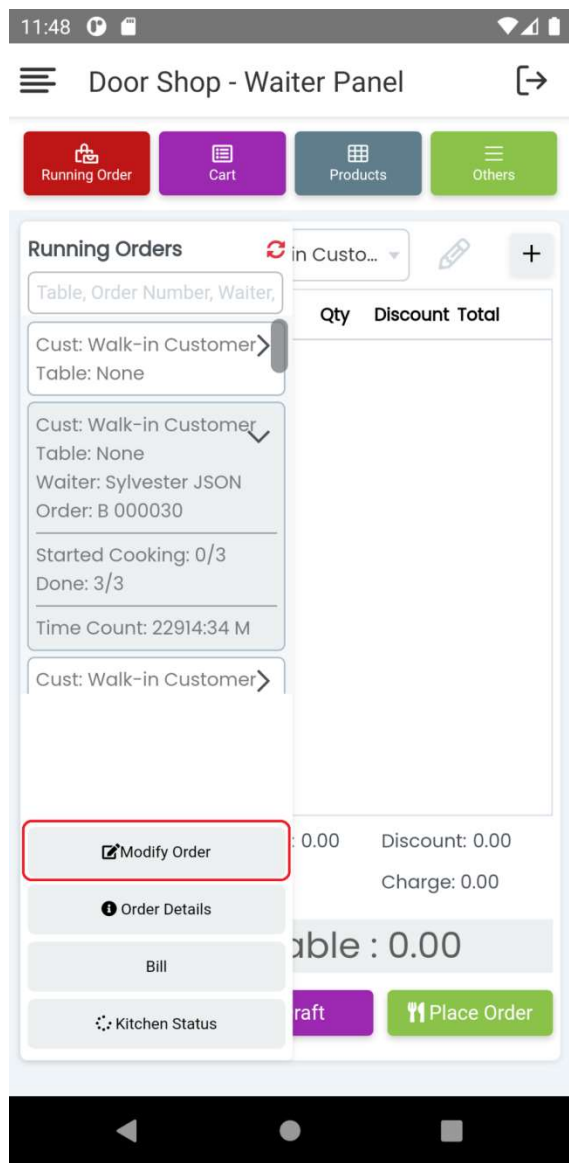 11:48
Door Shop - Waiter Panel
Running Order
Cart
Products
Others
Running Orders
in Custo...
Table, Order Number, Waiter,
Qty Discount Total
Cust: Walk-in Customer
Table: None
Cust: Walk-in Customer
Table: None
Waiter: Sylvester JSON
Order: B 000030
Started Cooking: 0/3
Done: 3/3
Time Count: 22914:34 M
Cust: Walk-in Customer
Modify Order
: 0.00 Discount: 0.00
Charge: 0.00
Order Details
Bill
able : 0.00
Kitchen Status
raft
Place Order